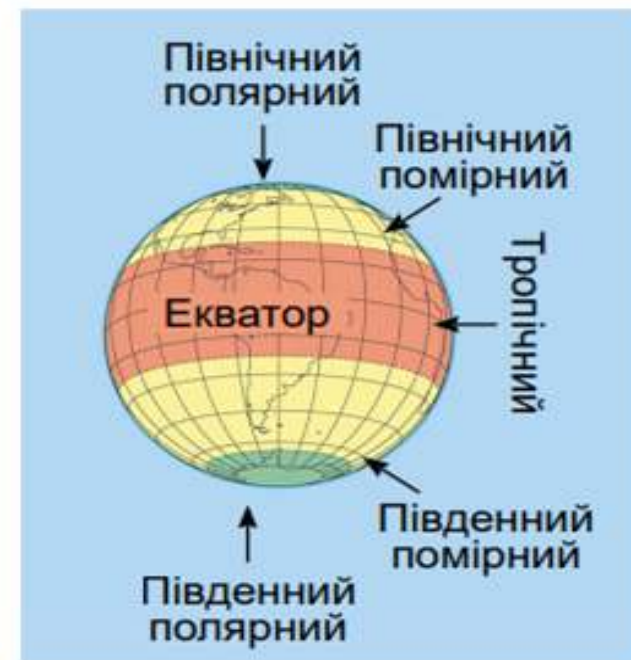 Північний
полярний
Північний
помірний
Тропічний
Екватор
Південний
помірний
Південний
полярний